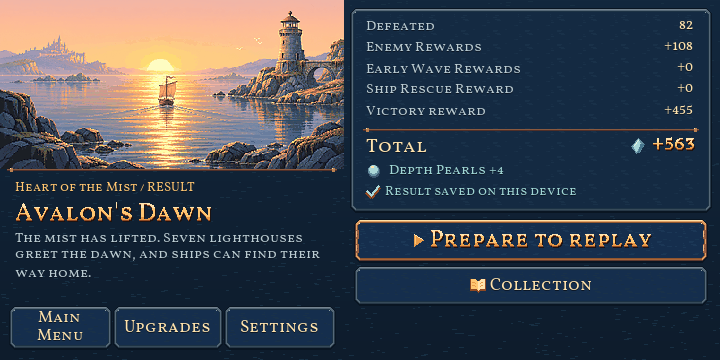 Heart of the Mist / RESULT
Avalon's Dawn
The mist has lifted. Seven lighthouses
greet the dawn, and ships can find their
way home.
Main
Menu
Upgrades
Settings
Defeated 82
Enemy Rewards +108
Early Wave Rewards +0
Ship Rescue Reward +0
Victory reward +455
Total +563
Depth Pearls +4
Result saved on this device
Prepare to replay
Collection